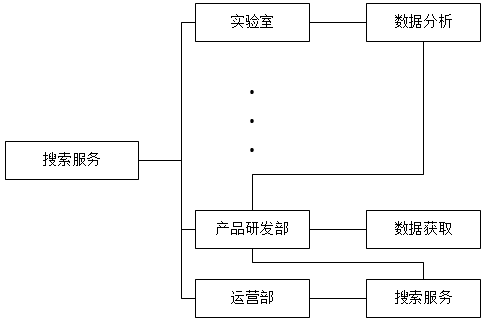 实验室
数据分析
搜索服务
产品研发部
数据获取
运营部
搜索服务